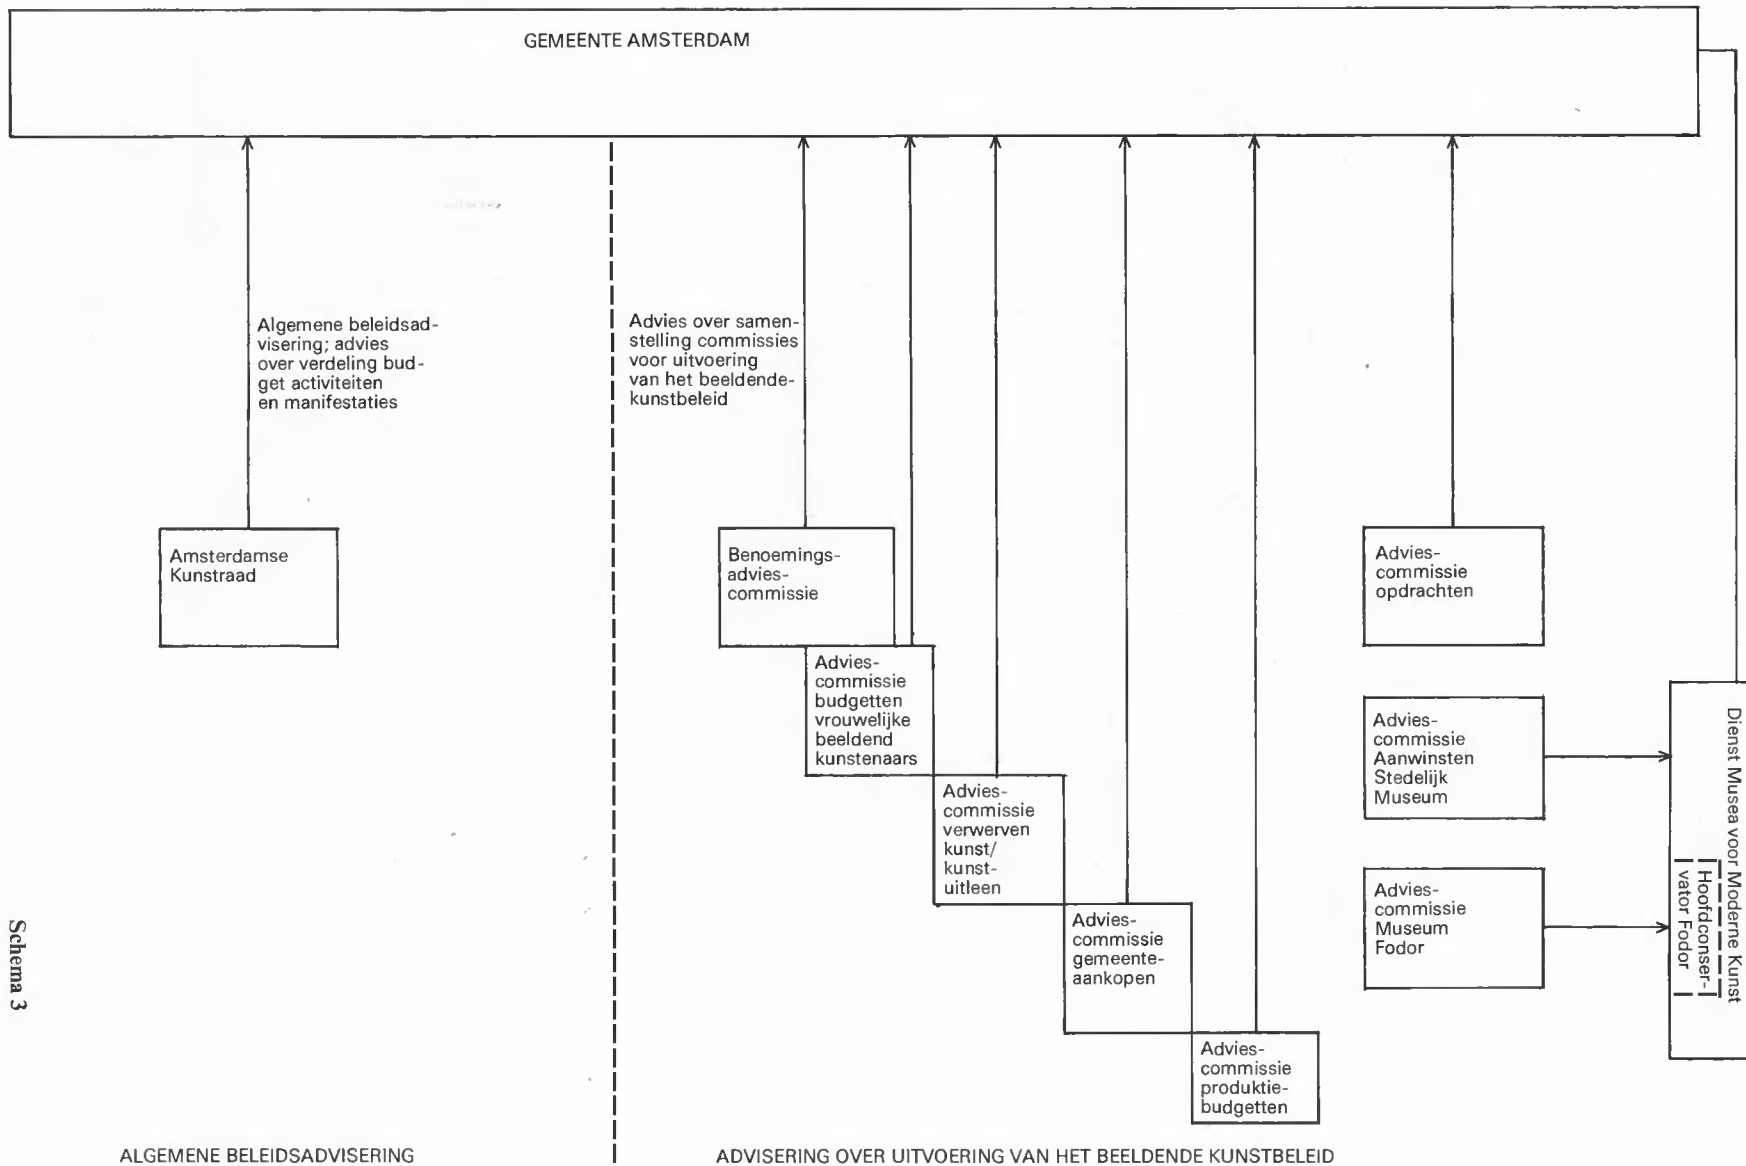 GEMEENTE AMSTERDAM
Algemene beleidsad-
visering; advies
over verdeling bud-
get activiteiten
en manifestaties
Advies over samen-
stelling commissies
voor uitvoering
van het beeldende-
kunstbeleid
Amsterdamse
Kunstraad
Benoemings-
advies-
commissie
Advies-
commissie
budgetten
vrouwelijke
beeldend
kunstenaars
Advies-
commissie
verwerven
kunst/
kunst-
uitleen
Advies-
commissie
gemeente-
aankopen
Advies-
commissie
produktie-
budgetten
Advies-
commissie
opdrachten
Advies-
commissie
Aanwinsten
Stedelijk
Museum
Advies-
commissie
Museum
Fodor
Dienst Musea voor Moderne Kunst
Hoofdconser-
vator Fodor
Schema 3
ALGEMENE BELEIDSADVISERING
ADVISERING OVER UITVOERING VAN HET BEELDENDE KUNSTBELEID